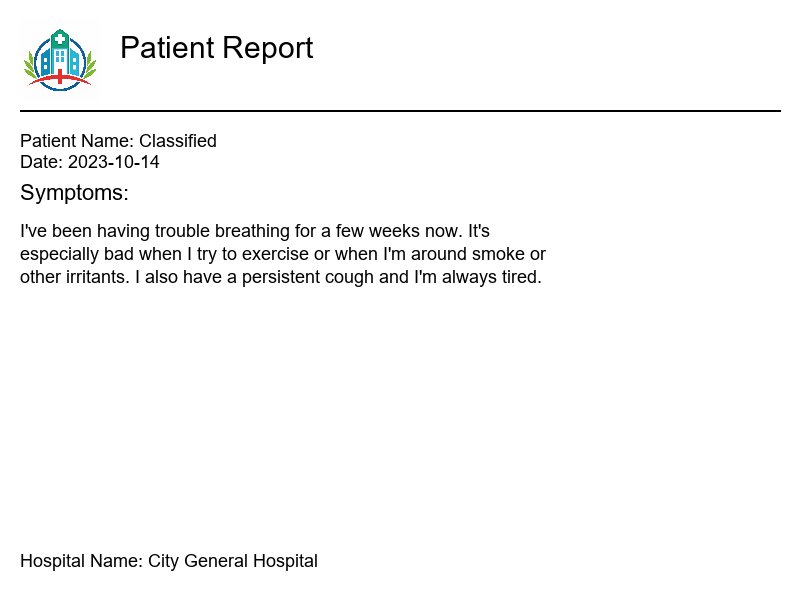 Patient Report
Patient Name: Classified
Date: 2023-10-14
Symptoms:
I've been having trouble breathing for a few weeks now. It's
especially bad when I try to exercise or when I'm around smoke or
other irritants. I also have a persistent cough and I'm always tired.
Hospital Name: City General Hospital